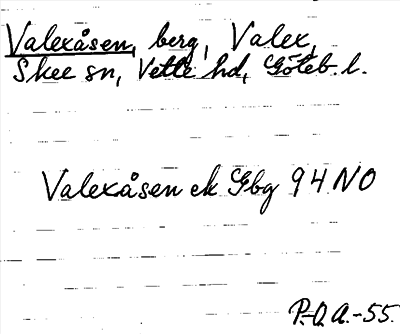 Valexåsen, berg, Valex,
Skee sn, Vette hd, Göteb. l.
Valexåsen ek Gbg 94 NO
P.-O. A.-55.